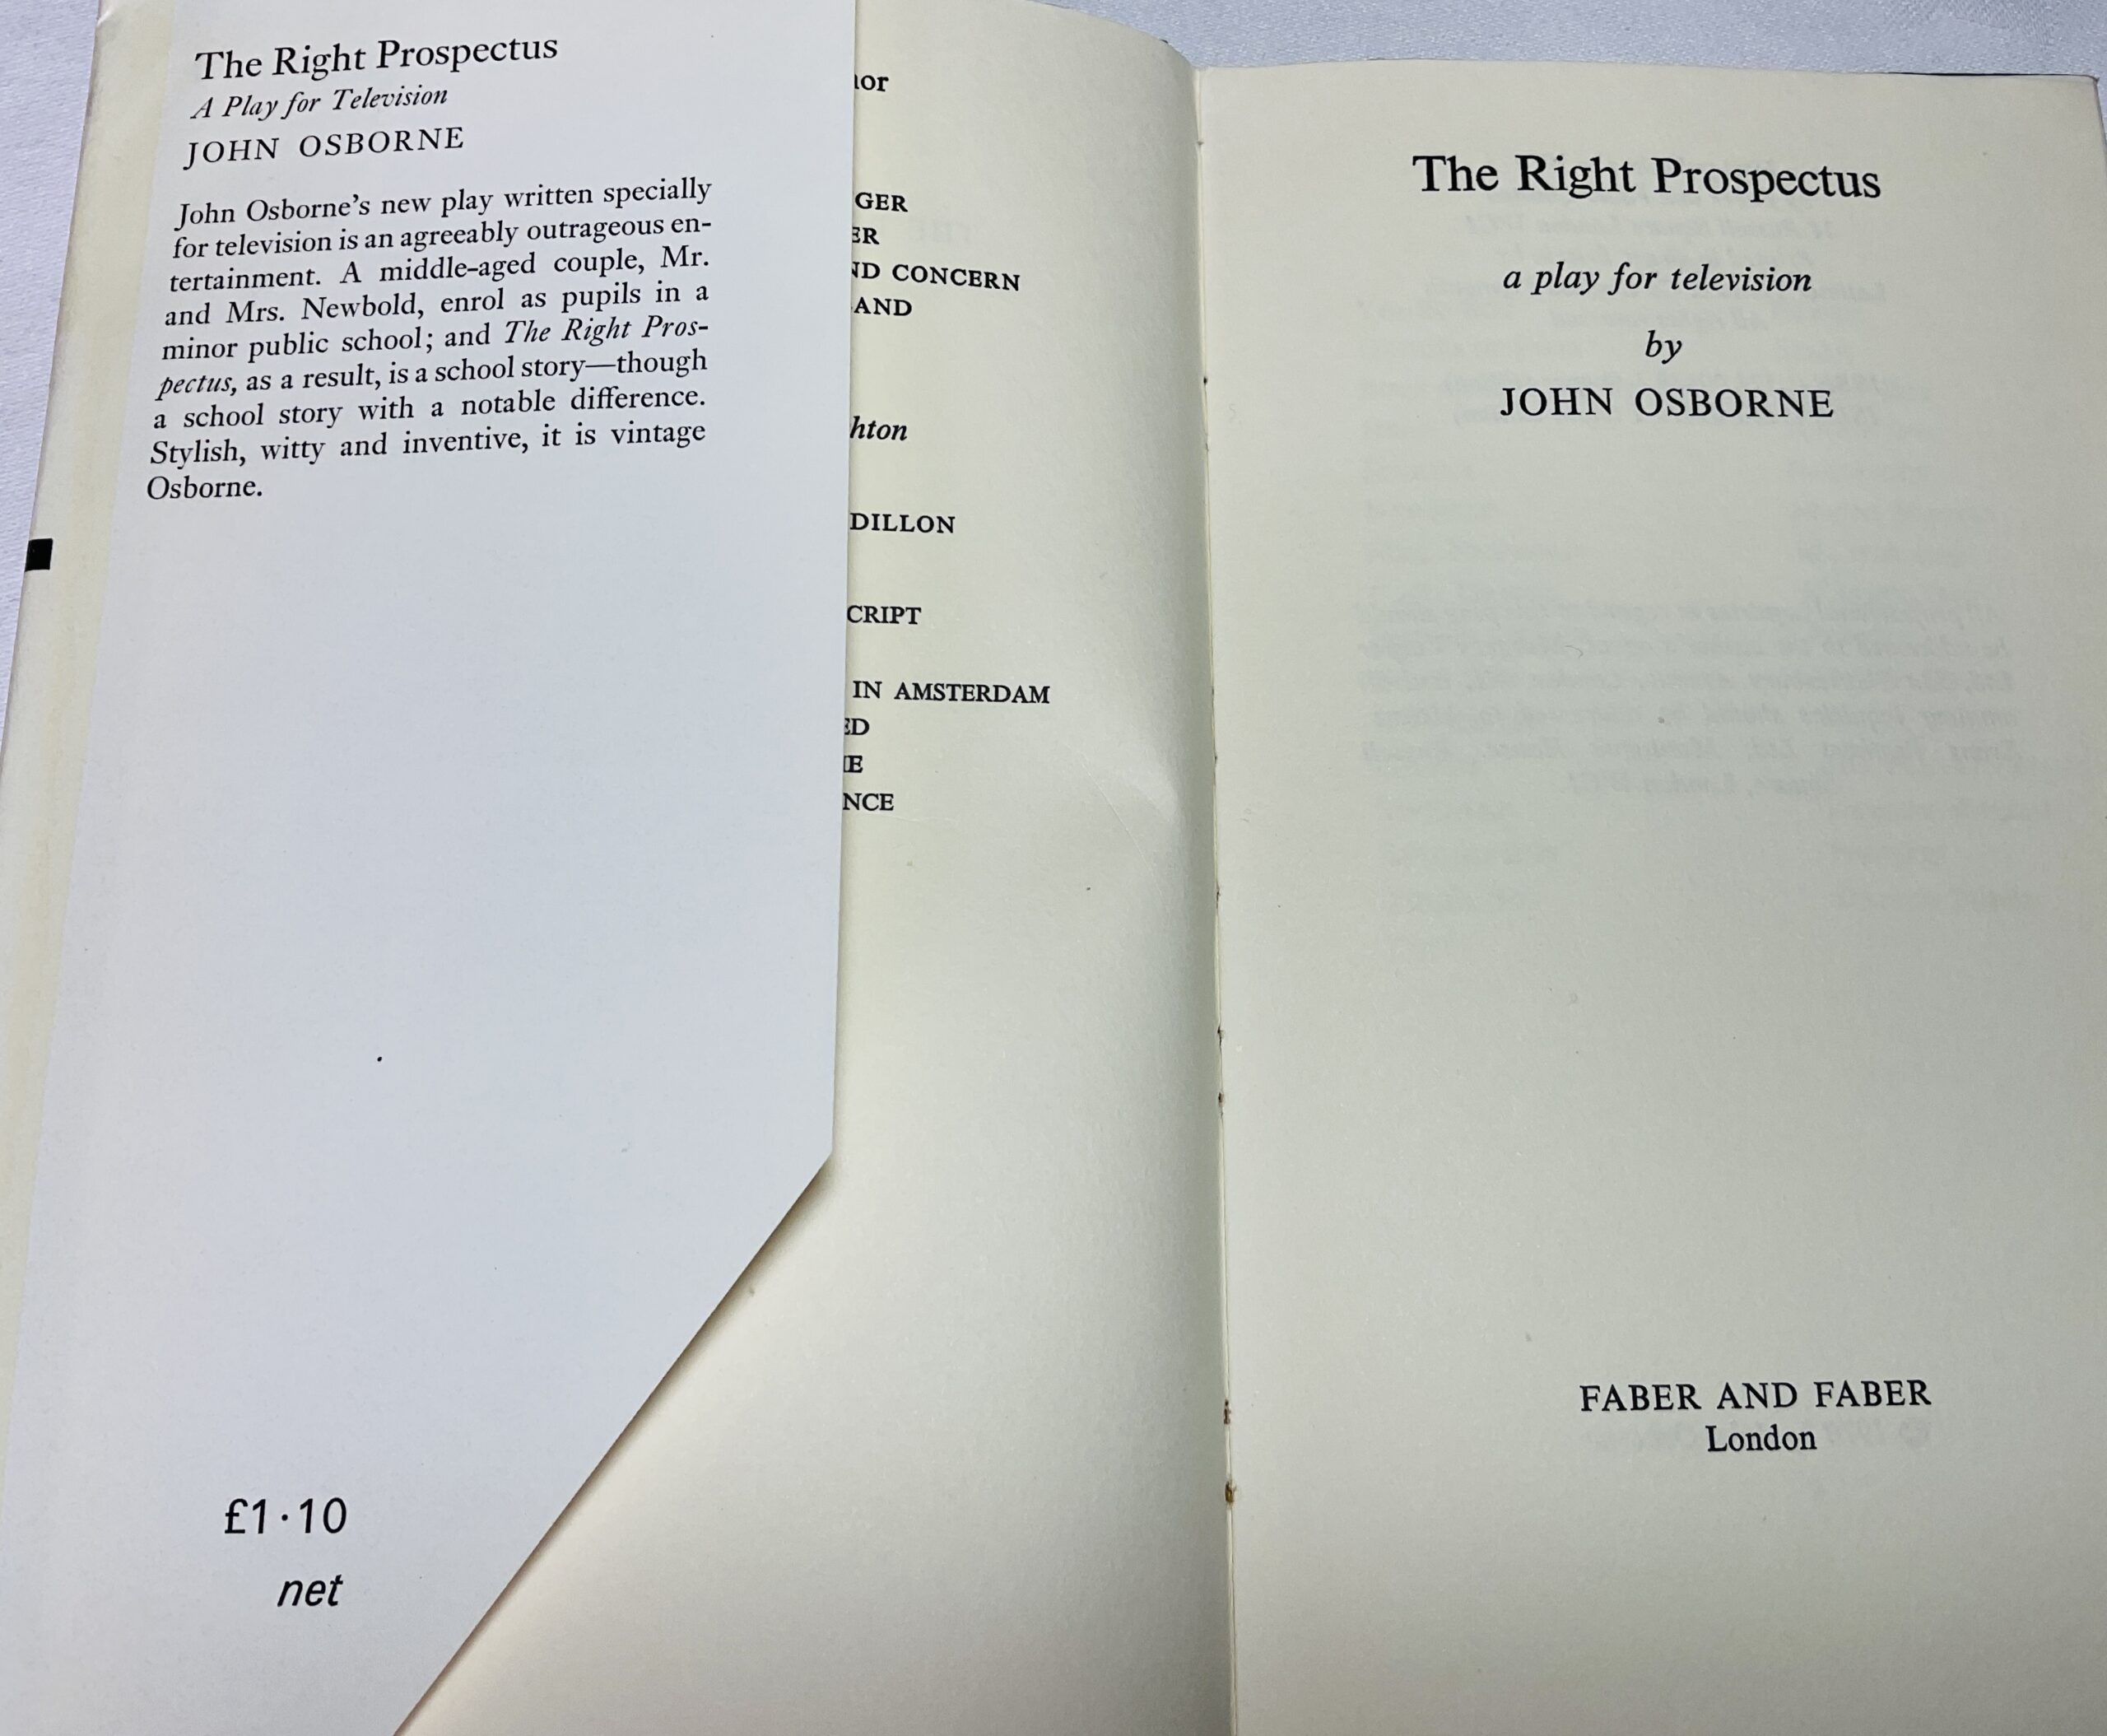 The Right Prospectus
A Play for Television
JOHN OSBORNE
John Osborne's new play written specially
for television is an agreeably outrageous en-
tertainment. A middle-aged couple, Mr.
and Mrs. Newbold, enrol as pupils in a
minor public school; and The Right Pros-
pectus, as a result, is a school story—though
a school story with a notable difference.
Stylish, witty and inventive, it is vintage
Osborne.
£1·10
net
GER
ER
ND CONCERN
AND
hton
DILLON
CRIPT
IN AMSTERDAM
ED
E
NCE
The Right Prospectus
a play for television
by
JOHN OSBORNE
FABER AND FABER
London